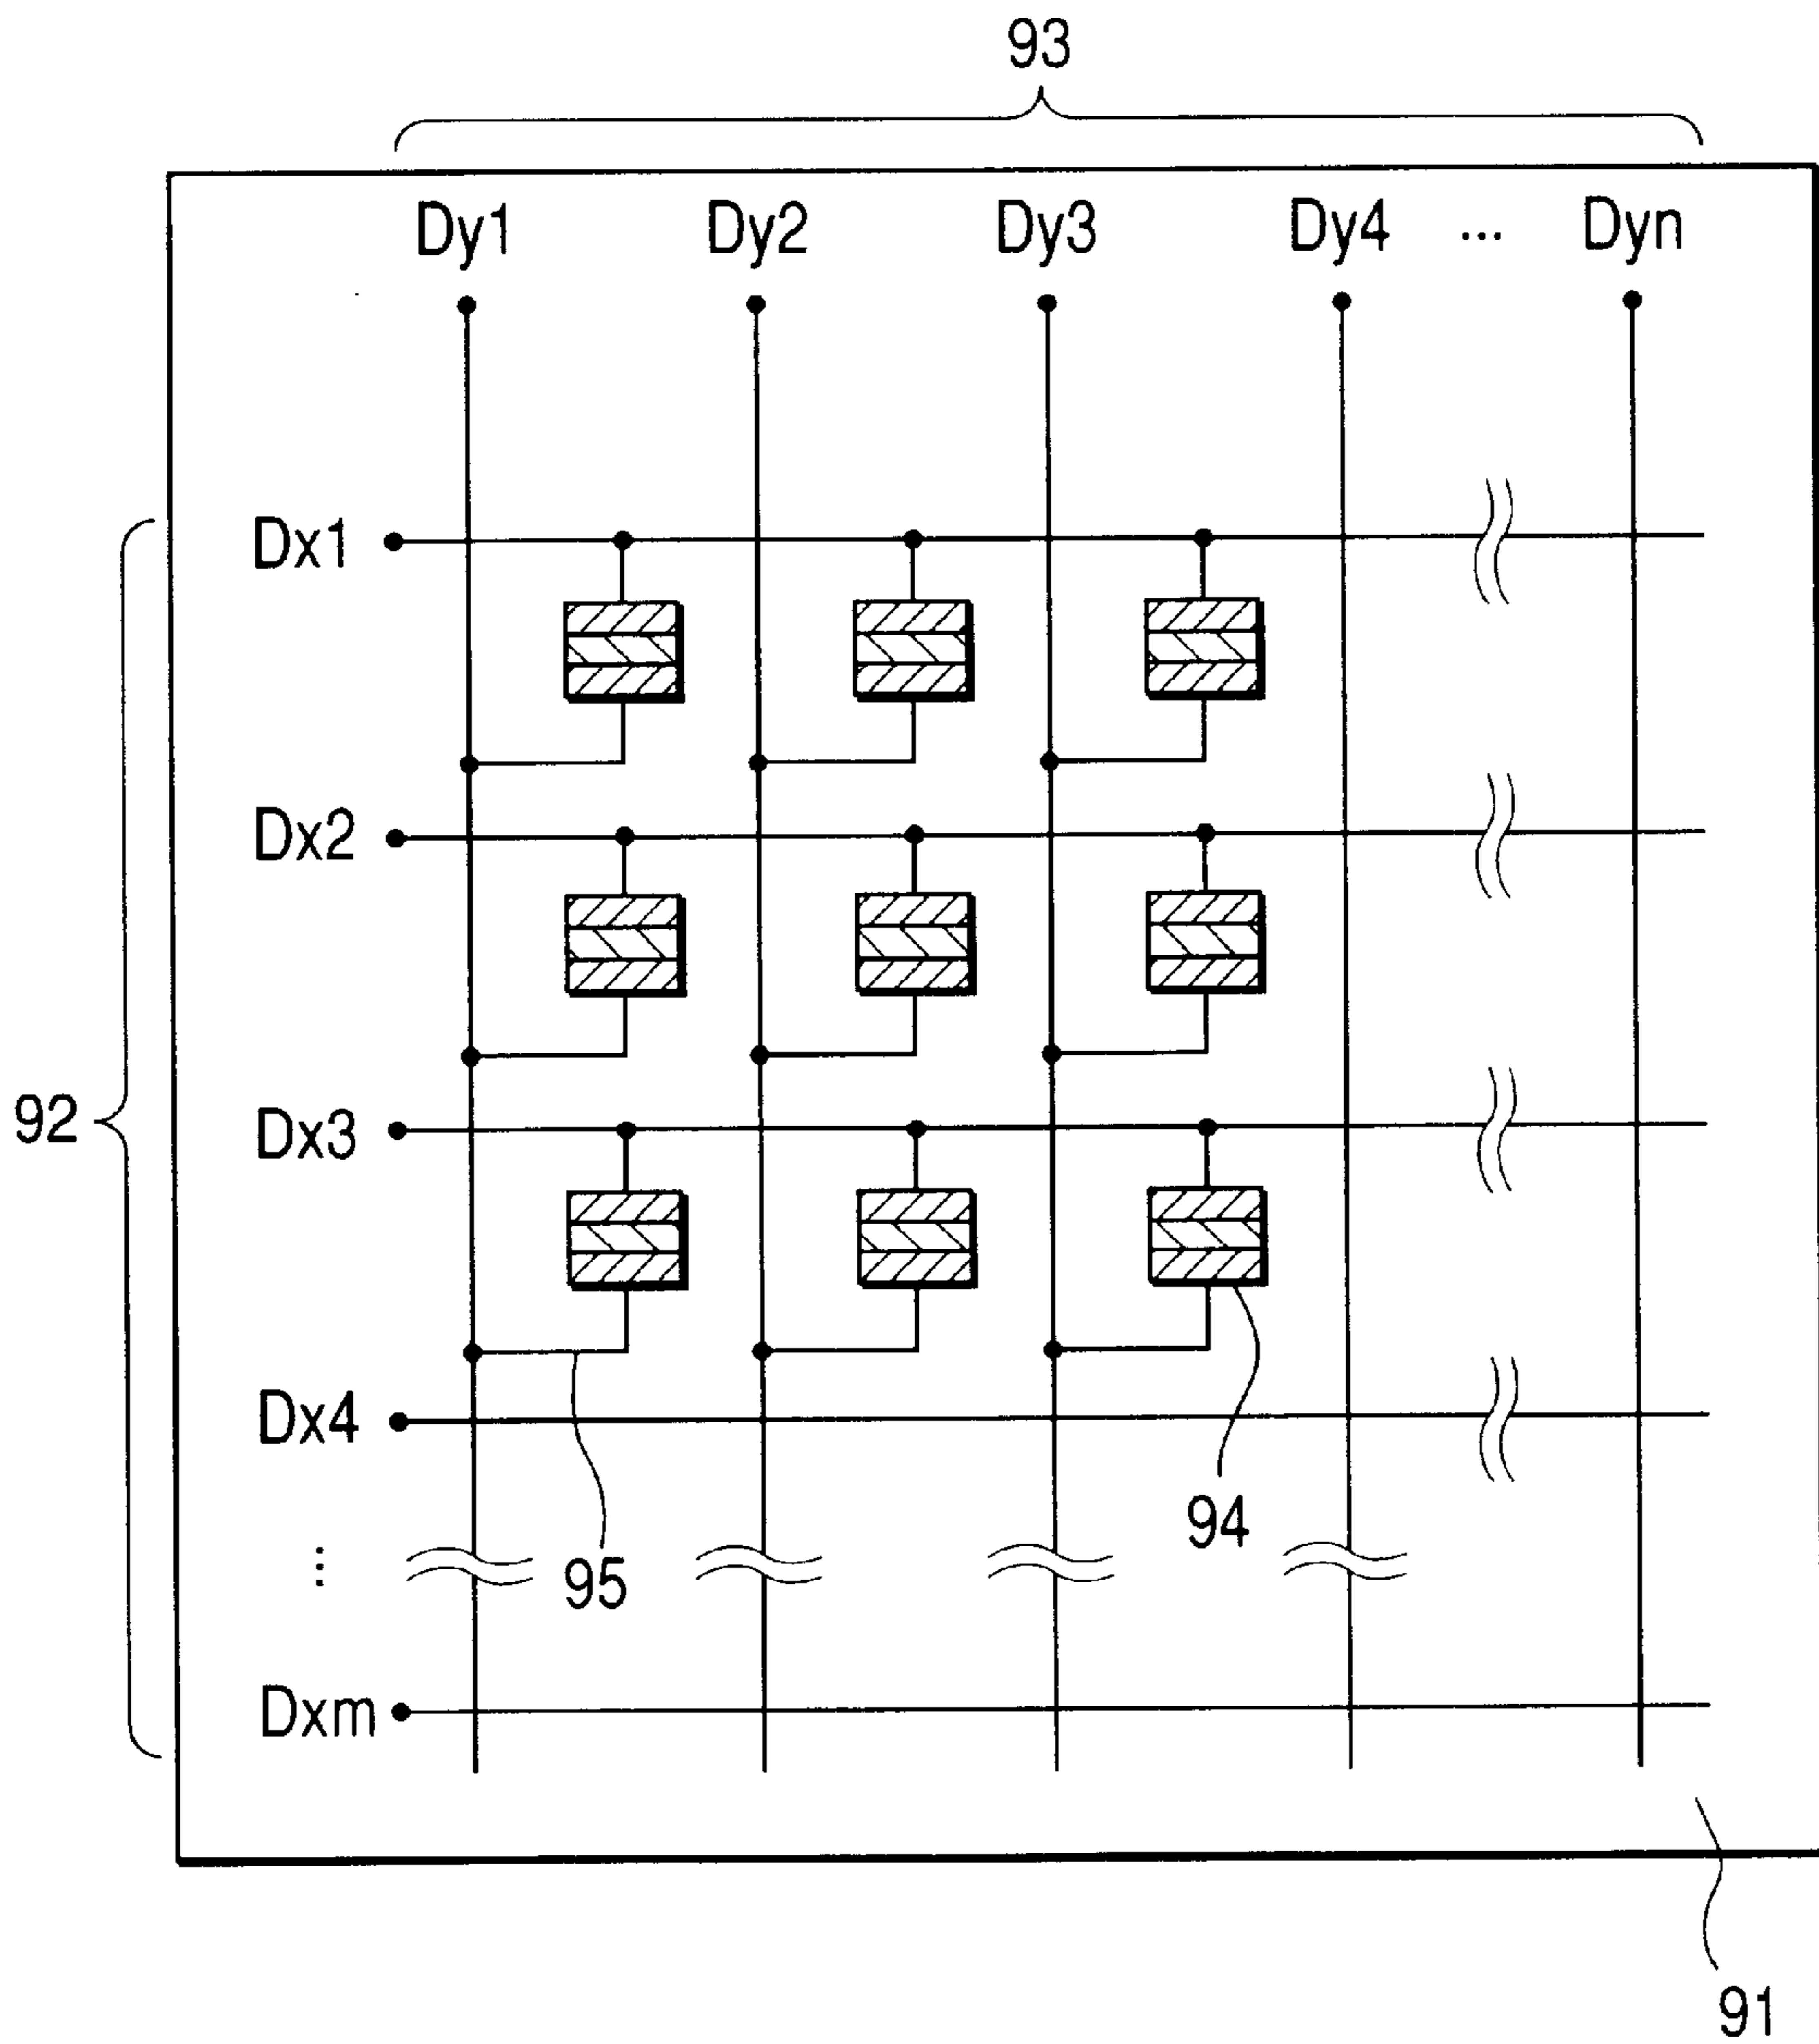 93
Dy1 Dy2 Dy3 Dy4 ... Dyn
Dx1
Dx2
92
Dx3
Dx4
94
⋮
95
Dxm
91